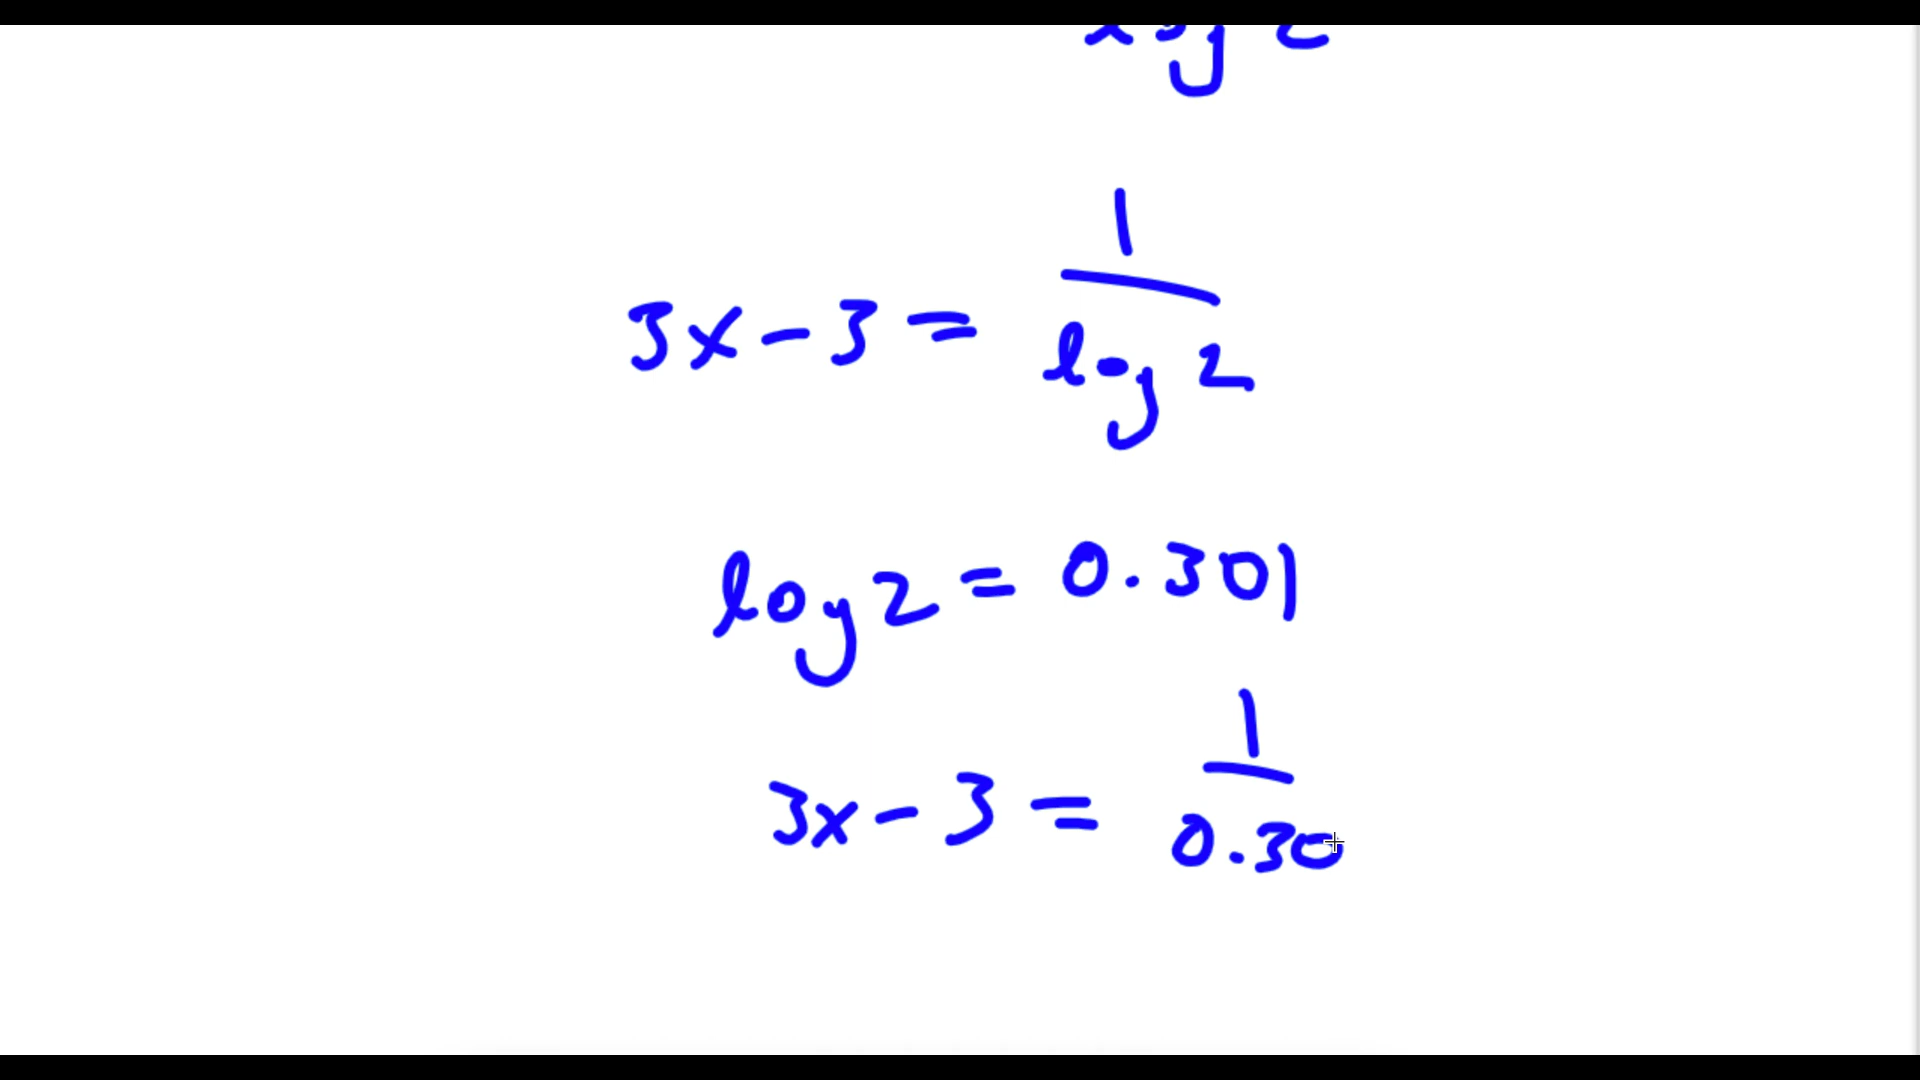 3x - 3 = 1/log 2
log 2 = 0.301
3x - 3 = 1/0.30